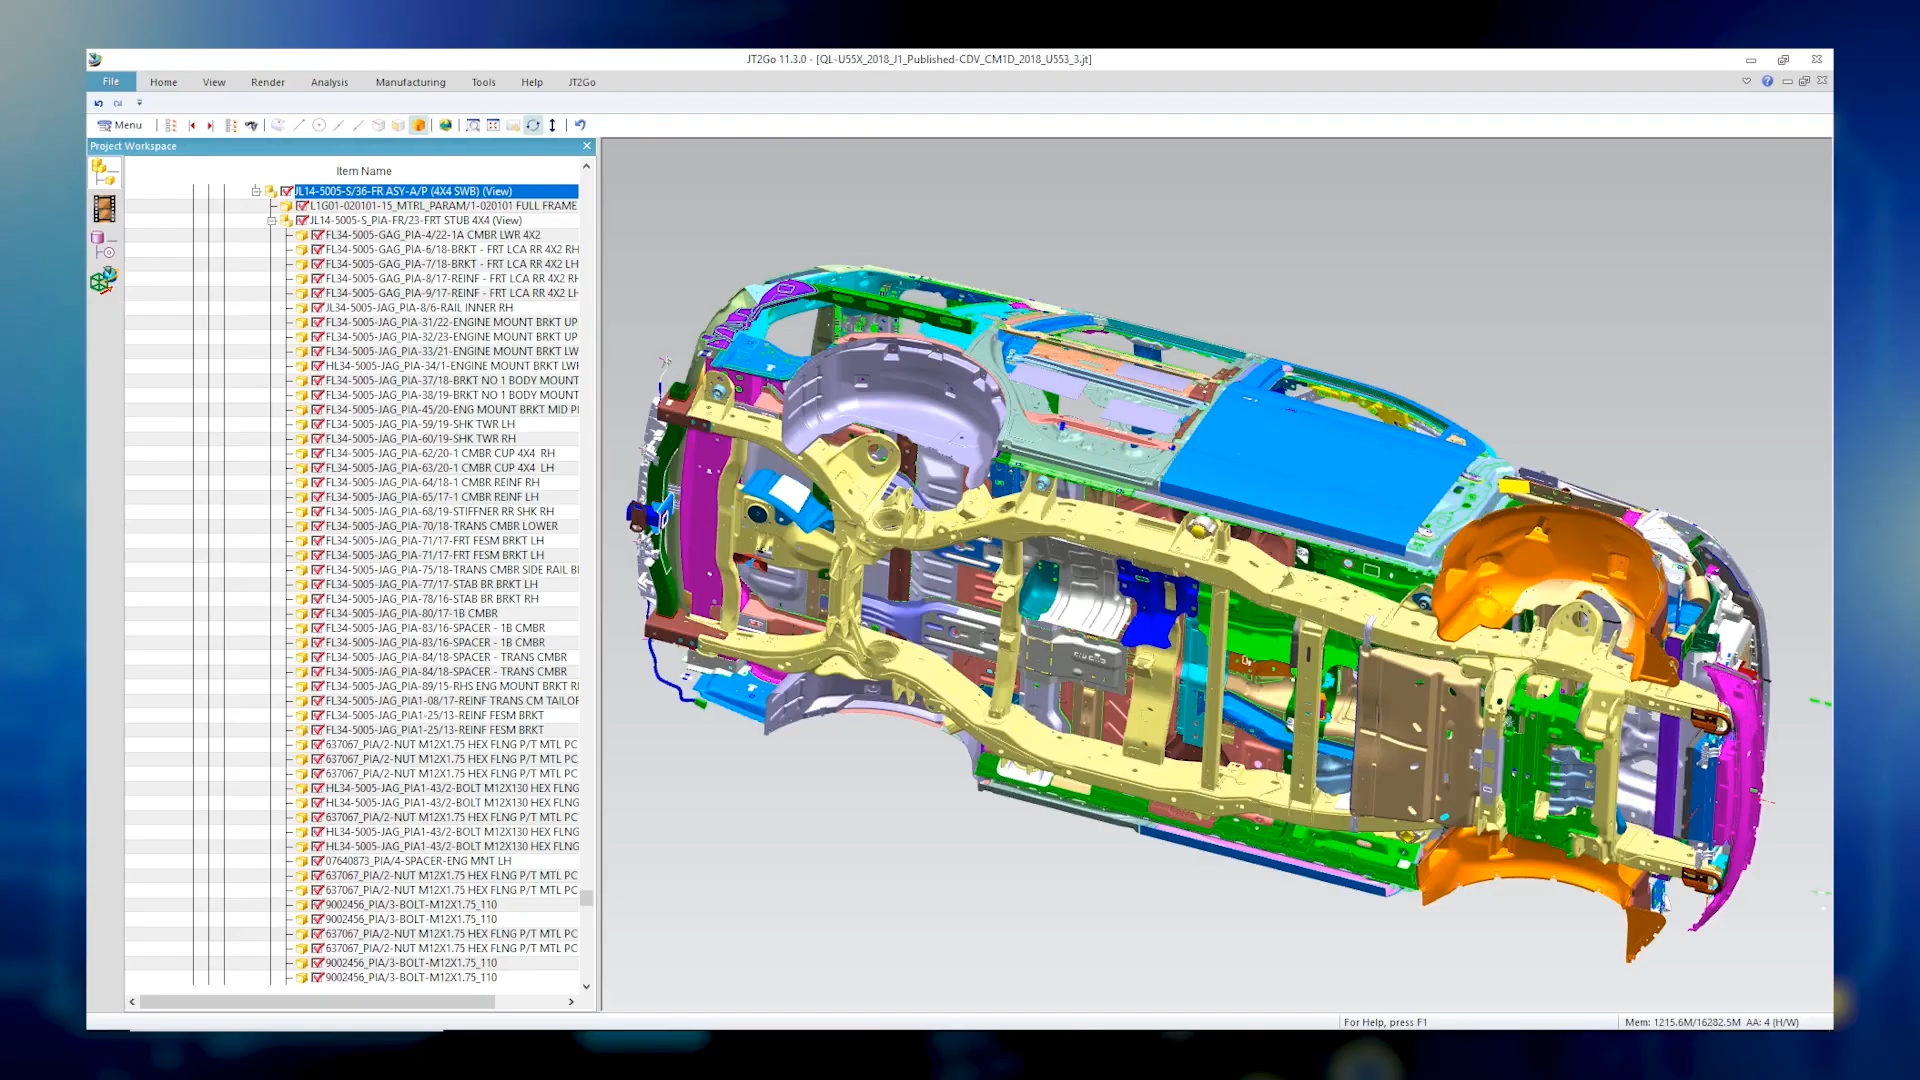 JT2Go 11.3.0 - [QL-U55X_2018_J1_Published-CDV_CM1D_2018_U553_3.jt]
File Home View Render Analysis Manufacturing Tools Help JT2Go
Menu
Project Workspace
Item Name
JL14-5005-S/36-FR ASY-A/P (4X4 SWB) (View)
L1G01-020101-15_MTRL_PARAM/1-020101 FULL FRAME
JL14-5005-S_PIA-FR/23-FRT STUB 4X4 (View)
FL34-5005-GAG_PIA-4/22-1A CMBR LWR 4X2
FL34-5005-GAG_PIA-6/18-BRKT - FRT LCA RR 4X2 RH
FL34-5005-GAG_PIA-7/18-BRKT - FRT LCA RR 4X2 LH
FL34-5005-GAG_PIA-8/17-REINF - FRT LCA RR 4X2 RH
FL34-5005-GAG_PIA-9/17-REINF - FRT LCA RR 4X2 LH
JL34-5005-JAG_PIA-8/6-RAIL INNER RH
FL34-5005-JAG_PIA-31/22-ENGINE MOUNT BRKT UP
FL34-5005-JAG_PIA-32/23-ENGINE MOUNT BRKT UP
FL34-5005-JAG_PIA-33/21-ENGINE MOUNT BRKT LW
HL34-5005-JAG_PIA-34/1-ENGINE MOUNT BRKT LWR
FL34-5005-JAG_PIA-37/18-BRKT NO 1 BODY MOUNT
FL34-5005-JAG_PIA-38/19-BRKT NO 1 BODY MOUNT
FL34-5005-JAG_PIA-45/20-ENG MOUNT BRKT MID P
FL34-5005-JAG_PIA-59/19-SHK TWR LH
FL34-5005-JAG_PIA-60/19-SHK TWR RH
FL34-5005-JAG_PIA-62/20-1 CMBR CUP 4X4 RH
FL34-5005-JAG_PIA-63/20-1 CMBR CUP 4X4 LH
FL34-5005-JAG_PIA-64/18-1 CMBR REINF RH
FL34-5005-JAG_PIA-65/17-1 CMBR REINF LH
FL34-5005-JAG_PIA-68/19-STIFFNER RR SHK RH
FL34-5005-JAG_PIA-70/18-TRANS CMBR LOWER
FL34-5005-JAG_PIA-71/17-FRT FESM BRKT LH
FL34-5005-JAG_PIA-71/17-FRT FESM BRKT LH
FL34-5005-JAG_PIA-75/18-TRANS CMBR SIDE RAIL B
FL34-5005-JAG_PIA-77/17-STAB BR BRKT LH
FL34-5005-JAG_PIA-78/16-STAB BR BRKT RH
FL34-5005-JAG_PIA-80/17-1B CMBR
FL34-5005-JAG_PIA-83/16-SPACER - 1B CMBR
FL34-5005-JAG_PIA-83/16-SPACER - 1B CMBR
FL34-5005-JAG_PIA-84/18-SPACER - TRANS CMBR
FL34-5005-JAG_PIA-84/18-SPACER - TRANS CMBR
FL34-5005-JAG_PIA-89/15-RHS ENG MOUNT BRKT R
FL34-5005-JAG_PIA1-08/17-REINF TRANS CM TAILOR
FL34-5005-JAG_PIA1-25/13-REINF FESM BRKT
FL34-5005-JAG_PIA1-25/13-REINF FESM BRKT
637067_PIA/2-NUT M12X1.75 HEX FLNG P/T MTL PC
637067_PIA/2-NUT M12X1.75 HEX FLNG P/T MTL PC
637067_PIA/2-NUT M12X1.75 HEX FLNG P/T MTL PC
HL34-5005-JAG_PIA1-43/2-BOLT M12X130 HEX FLNG
HL34-5005-JAG_PIA1-43/2-BOLT M12X130 HEX FLNG
637067_PIA/2-NUT M12X1.75 HEX FLNG P/T MTL PC
HL34-5005-JAG_PIA1-43/2-BOLT M12X130 HEX FLNG
HL34-5005-JAG_PIA1-43/2-BOLT M12X130 HEX FLNG
07640873_PIA/4-SPACER-ENG MNT LH
637067_PIA/2-NUT M12X1.75 HEX FLNG P/T MTL PC
637067_PIA/2-NUT M12X1.75 HEX FLNG P/T MTL PC
9002456_PIA/3-BOLT-M12X1.75_110
9002456_PIA/3-BOLT-M12X1.75_110
637067_PIA/2-NUT M12X1.75 HEX FLNG P/T MTL PC
637067_PIA/2-NUT M12X1.75 HEX FLNG P/T MTL PC
9002456_PIA/3-BOLT-M12X1.75_110
9002456_PIA/3-BOLT-M12X1.75_110
For Help, press F1
Mem: 1215.6M/16282.5M AA: 4 (H/W)